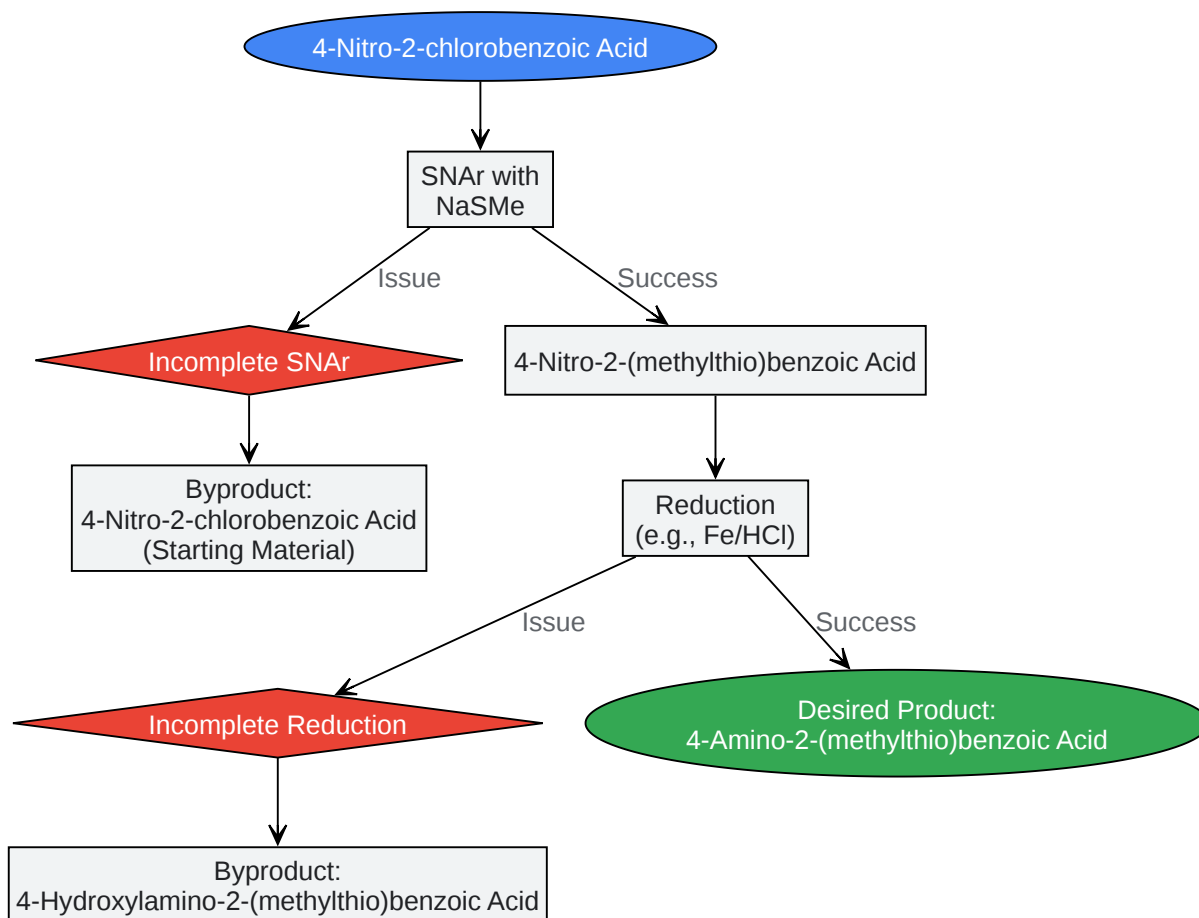 4-Nitro-2-chlorobenzoic Acid
SNAr with
NaSMe
Issue
Success
Incomplete SNAr
4-Nitro-2-(methylthio)benzoic Acid
Byproduct:
4-Nitro-2-chlorobenzoic Acid
(Starting Material)
Reduction
(e.g., Fe/HCl)
Issue
Success
Incomplete Reduction
Desired Product:
4-Amino-2-(methylthio)benzoic Acid
Byproduct:
4-Hydroxylamino-2-(methylthio)benzoic Acid